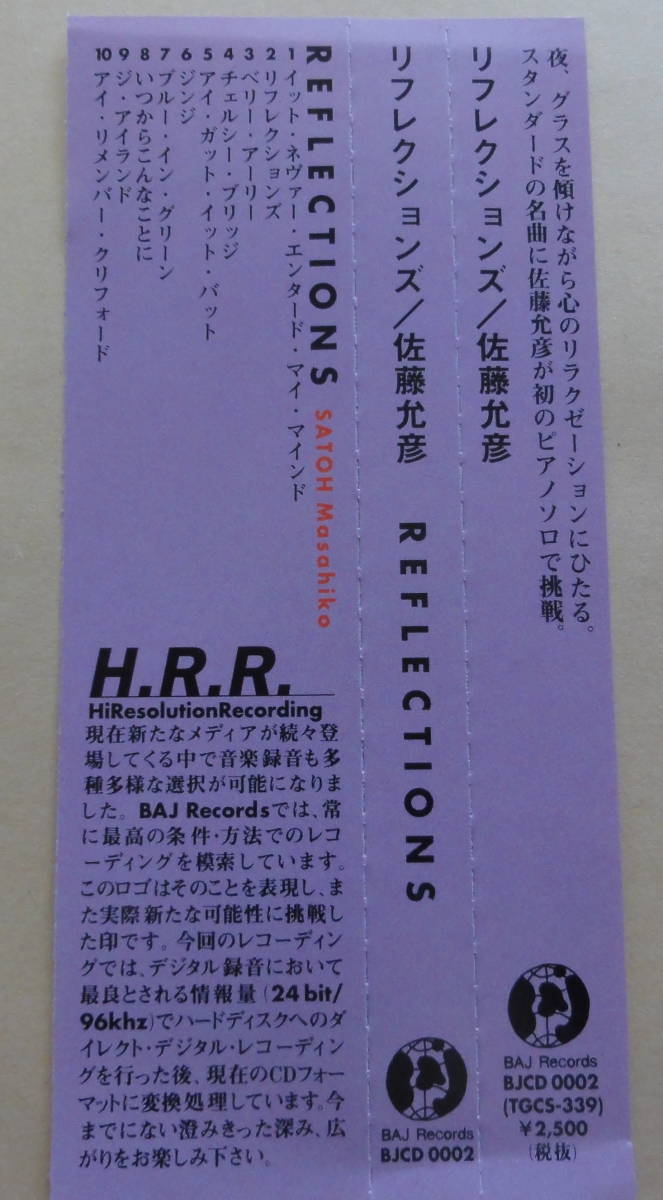 夜、グラスを傾けながら心のリラクゼーションにひたる。
スタンダードの名曲に佐藤允彦が初のピアノソロで挑戦。
リフレクションズ/佐藤允彦
BAJ Records
BJCD 0002
(TGCS-339)
¥2,500
(税抜)
リフレクションズ/佐藤允彦 REFLECTIONS
BAJ Records
BJCD 0002
REFLECTIONS SATOH Masahiko
1 イット・ネヴァー・エンタード・マイ・マインド
2 リフレクションズ
3 ベリー・アーリー
4 チェルシー・ブリッジ
5 アイ・ガット・イット・バット
6 ジンジ
7 ブルー・イン・グリーン
8 いつからこんなことに
9 ジ・アイランド
10 アイ・リメンバー・クリフォード
H.R.R.
HiResolutionRecording
現在新たなメディアが続々登
場してくる中で音楽録音も多
種多様な選択が可能になりま
した。BAJ Recordsでは、常
に最高の条件・方法でのレコ
ーディングを模索しています。
このロゴはそのことを表現し、ま
た実際新たな可能性に挑戦し
た印です。今回のレコーディン
グでは、デジタル録音において
最良とされる情報量(24bit/
96khz)でハードディスクへのダ
イレクト・デジタル・レコーディン
グを行った後、現在のCDフォー
マットに変換処理しています。今
までにない澄みきった深み、広
がりをお楽しみ下さい。